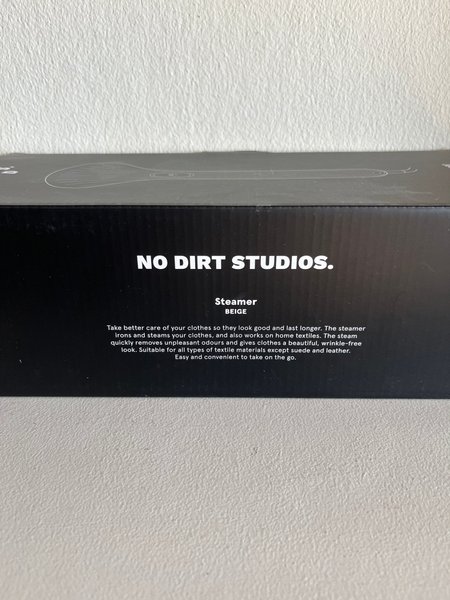 NO DIRT STUDIOS.
Steamer
BEIGE
Take better care of your clothes so they look good and last longer. The steamer
irons and steams your clothes, and also works on home textiles. The steam
quickly removes unpleasant odours and gives clothes a beautiful, wrinkle-free
look. Suitable for all types of textile materials except suede and leather.
Easy and convenient to take on the go.